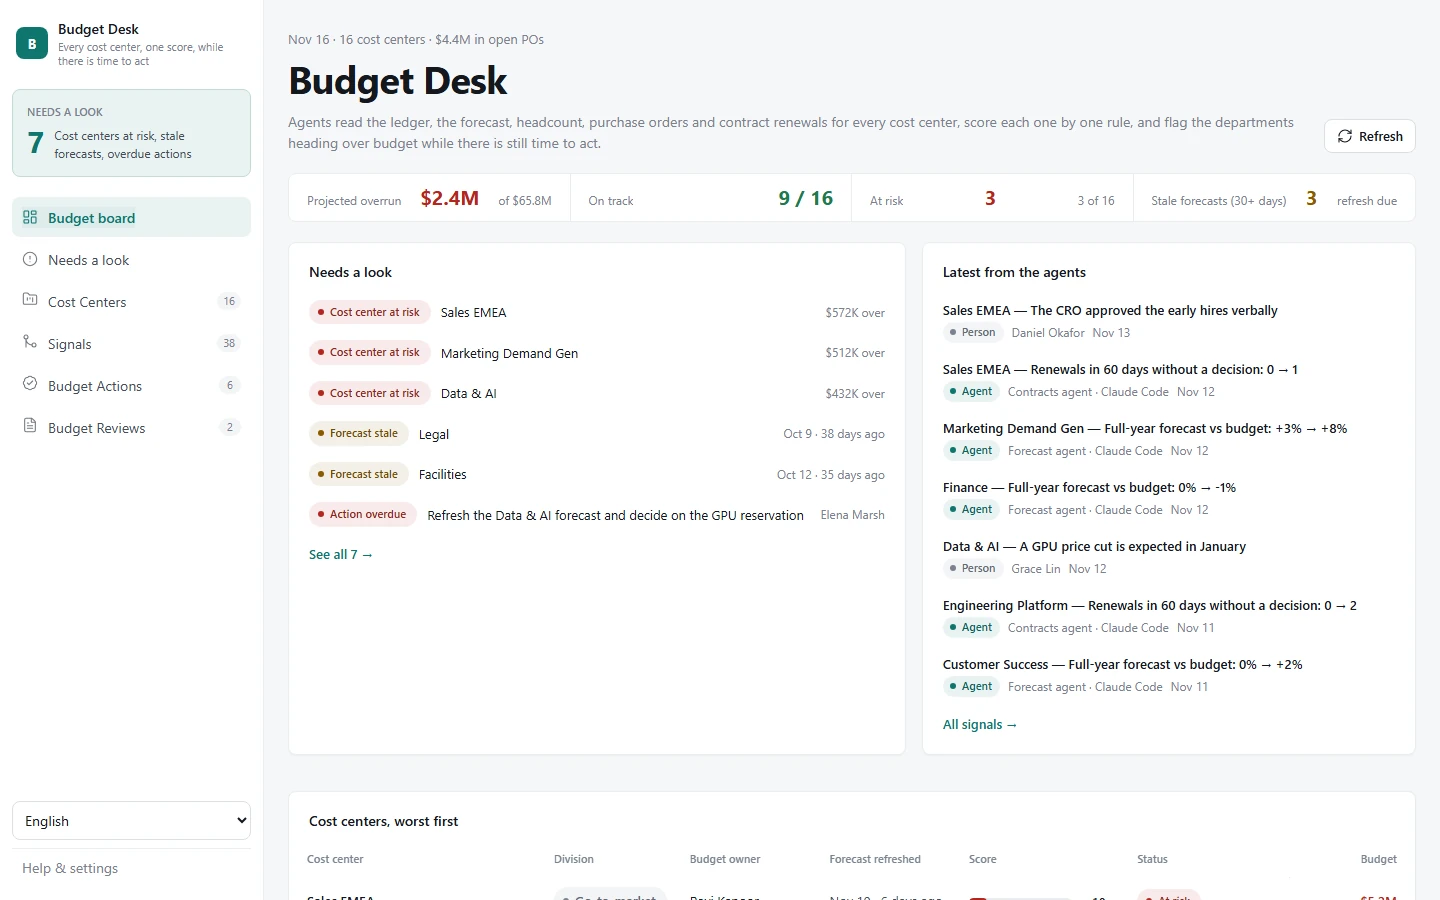 B
Budget Desk
Every cost center, one score, while
there is time to act
NEEDS A LOOK
7
Cost centers at risk, stale
forecasts, overdue actions
Budget board
Needs a look
Cost Centers 16
Signals 38
Budget Actions 6
Budget Reviews 2
English
Help & settings
Nov 16 · 16 cost centers · $4.4M in open POs
Budget Desk
Agents read the ledger, the forecast, headcount, purchase orders and contract renewals for every cost center, score each one by one rule, and flag the departments
heading over budget while there is still time to act.
Refresh
Projected overrun $2.4M of $65.8M
On track 9 / 16
At risk 3 3 of 16
Stale forecasts (30+ days) 3 refresh due
Needs a look
Cost center at risk Sales EMEA $572K over
Cost center at risk Marketing Demand Gen $512K over
Cost center at risk Data & AI $432K over
Forecast stale Legal Oct 9 · 38 days ago
Forecast stale Facilities Oct 12 · 35 days ago
Action overdue Refresh the Data & AI forecast and decide on the GPU reservation Elena Marsh
See all 7 →
Latest from the agents
Sales EMEA — The CRO approved the early hires verbally
Person Daniel Okafor Nov 13
Sales EMEA — Renewals in 60 days without a decision: 0 → 1
Agent Contracts agent · Claude Code Nov 12
Marketing Demand Gen — Full-year forecast vs budget: +3% → +8%
Agent Forecast agent · Claude Code Nov 12
Finance — Full-year forecast vs budget: 0% → -1%
Agent Forecast agent · Claude Code Nov 12
Data & AI — A GPU price cut is expected in January
Person Grace Lin Nov 12
Engineering Platform — Renewals in 60 days without a decision: 0 → 2
Agent Contracts agent · Claude Code Nov 11
Customer Success — Full-year forecast vs budget: 0% → +2%
Agent Forecast agent · Claude Code Nov 11
All signals →
Cost centers, worst first
Cost center Division Budget owner Forecast refreshed Score Status Budget
Sales EMEA Go-to-market